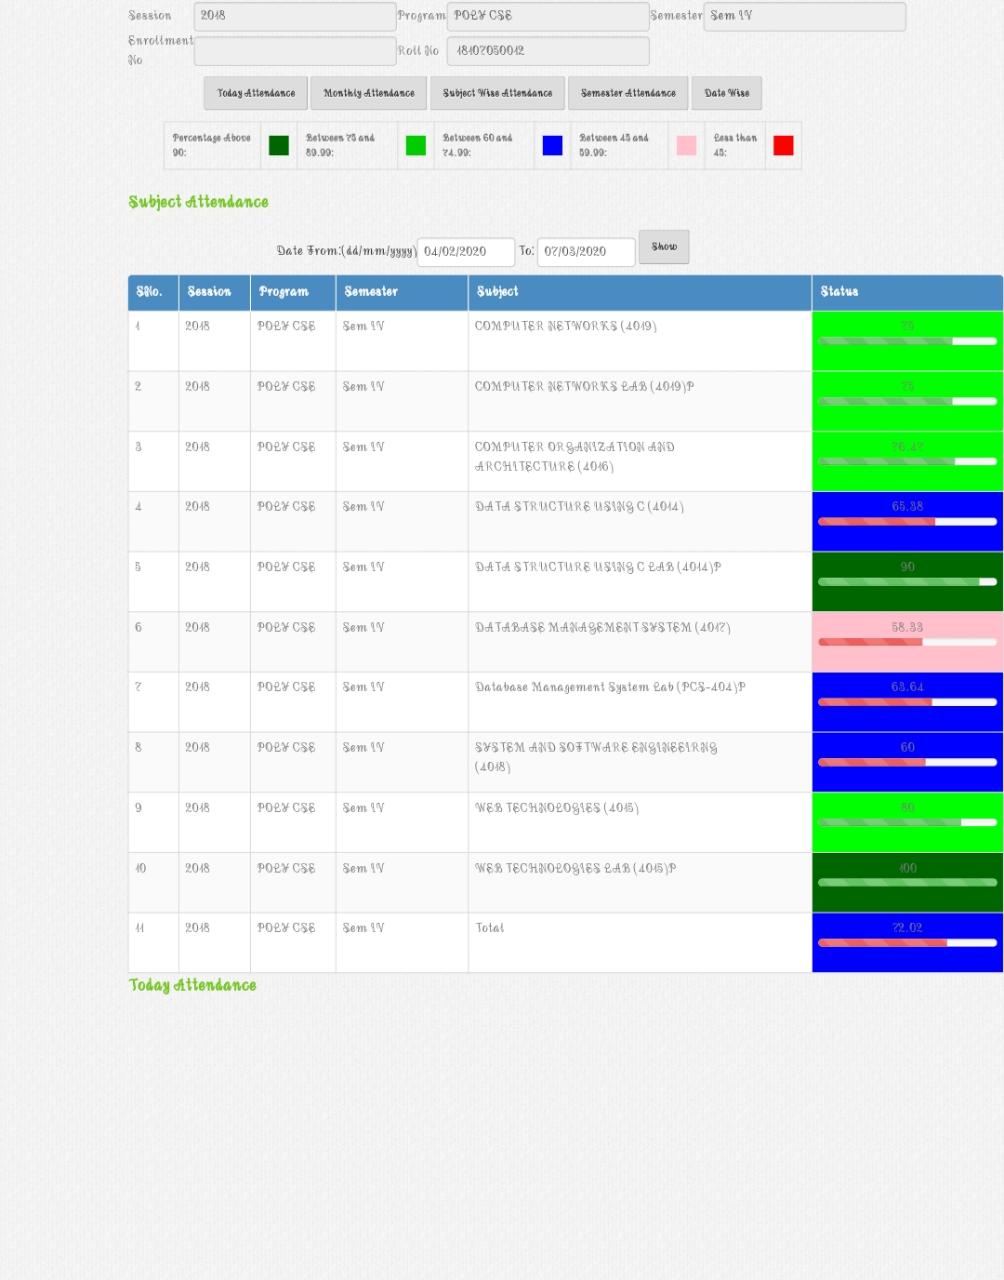 Session 2018 Program POLY CSE Semester Sem IV
Enrollment
No Roll No 18107050012
Today Attendance Monthly Attendance Subject Wise Attendance Semester Attendance Date Wise
Percentage Above Between 75 and Between 60 and Between 45 and Less than
90: 89.99: 74.99: 59.99: 45:
Subject Attendance
Date From:(dd/mm/yyyy) 04/02/2020 To: 07/03/2020 Show
SNo. Session Program Semester Subject Status
1 2018 POLY CSE Sem IV COMPUTER NETWORKS (4019) 75
2 2018 POLY CSE Sem IV COMPUTER NETWORKS LAB (4019)P 75
3 2018 POLY CSE Sem IV COMPUTER ORGANIZATION AND 76.47
ARCHITECTURE (4016)
4 2018 POLY CSE Sem IV DATA STRUCTURE USING C (4014) 65.38
5 2018 POLY CSE Sem IV DATA STRUCTURE USING C LAB (4014)P 90
6 2018 POLY CSE Sem IV DATABASE MANAGEMENT SYSTEM (4017) 58.33
7 2018 POLY CSE Sem IV Database Management System Lab (PCS-404)P 63.64
8 2018 POLY CSE Sem IV SYSTEM AND SOFTWARE ENGINEEIRNG 60
(4018)
9 2018 POLY CSE Sem IV WEB TECHNOLOGIES (4015) 80
10 2018 POLY CSE Sem IV WEB TECHNOLOGIES LAB (4015)P 100
11 2018 POLY CSE Sem IV Total 72.02
Today Attendance